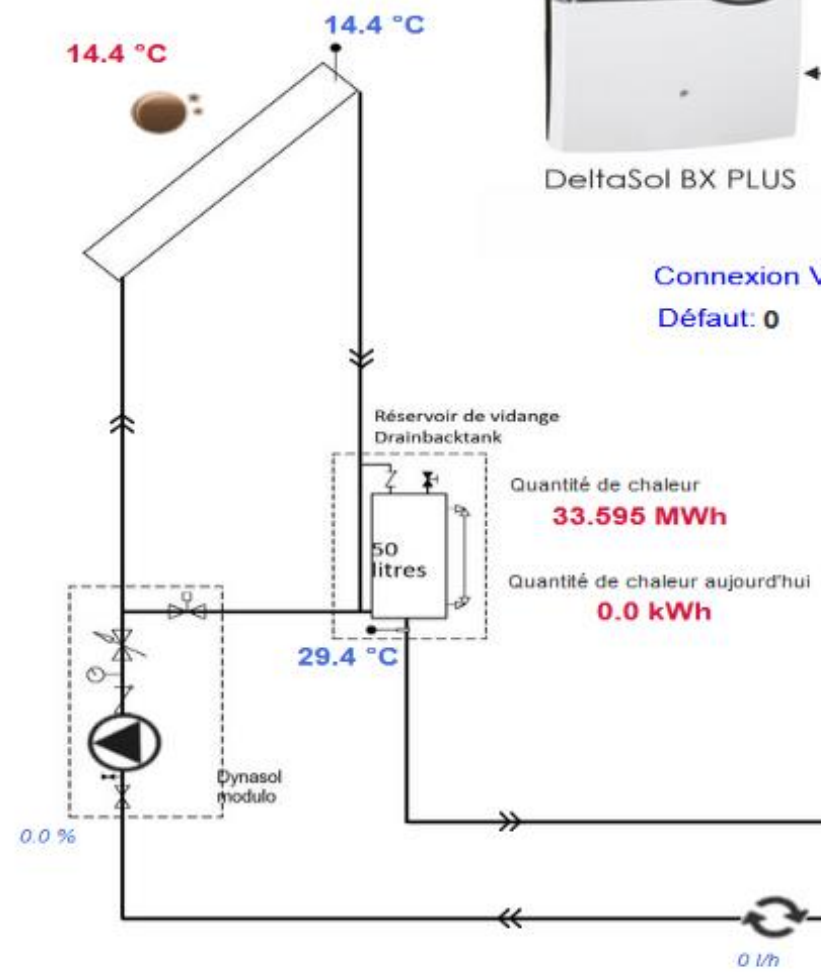 14.4 °C
14.4 °C
DeltaSol BX PLUS
Connexion V
Défaut: 0
Réservoir de vidange
Drainbacktank
Quantité de chaleur
33.595 MWh
50
litres
Quantité de chaleur aujourd'hui
0.0 kWh
29.4 °C
Dynasol
modulo
0.0 %
0 l/h